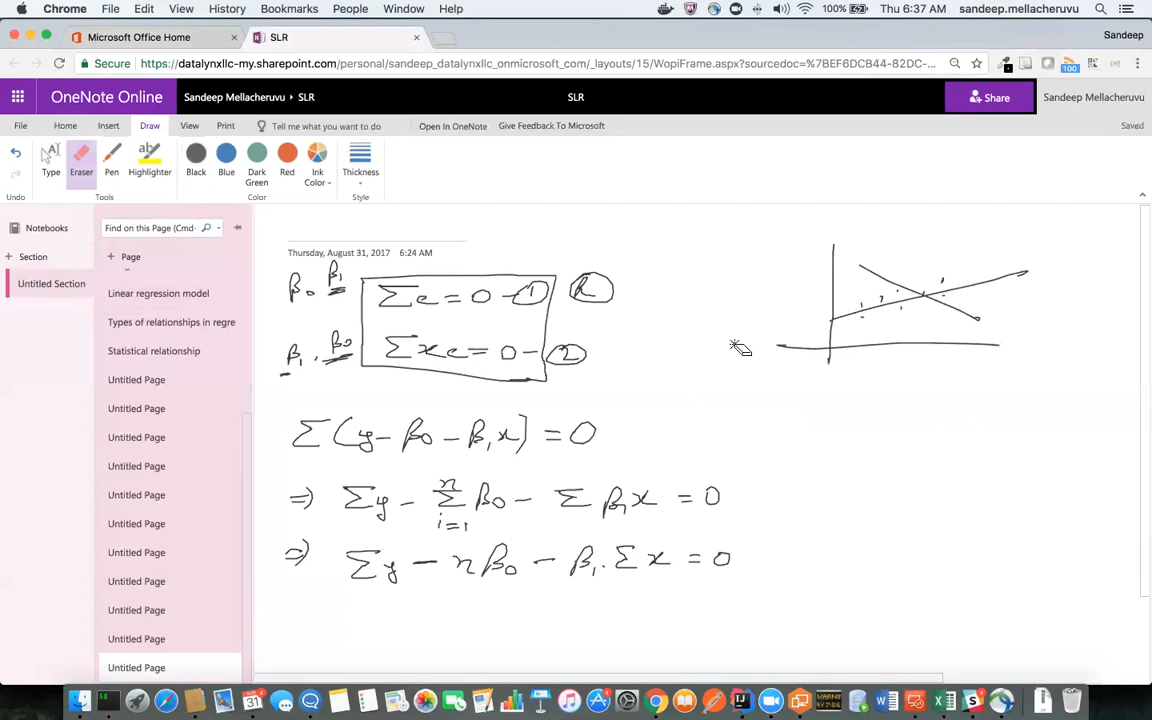 Chrome File Edit View History Bookmarks People Window Help 100% Thu 6:37 AM sandeep.mellacheruvu
Microsoft Office Home × SLR × Sandeep
Secure https://datalynxllc-my.sharepoint.com/personal/sandeep_datalynxllc_onmicrosoft_com/_layouts/15/WopiFrame.aspx?sourcedoc=%7BEF6DCB44-82DC-... 100
OneNote Online Sandeep Mellacheruvu ▸ SLR SLR Share Sandeep Mellacheruvu
File Home Insert Draw View Print Tell me what you want to do Open In OneNote Give Feedback To Microsoft Saved
Undo Type Eraser Pen Highlighter Black Blue Dark Green Red Ink Color Thickness
Undo Tools Color Style
Notebooks
Section
Untitled Section
Find on this Page (Cmd
Page
Linear regression model
Types of relationships in regre
Statistical relationship
Untitled Page
Untitled Page
Untitled Page
Untitled Page
Untitled Page
Untitled Page
Untitled Page
Untitled Page
Untitled Page
Untitled Page
Untitled Page
Thursday, August 31, 2017 6:24 AM
β0 β1 Σe = 0 - ①
β1 . β0 Σxe = 0 - ②
Σ(y - β0 - β1x) = 0
⇒ Σy - Σ(i=1 to n) β0 - Σ β1x = 0
⇒ Σy - nβ0 - β1.Σx = 0
31